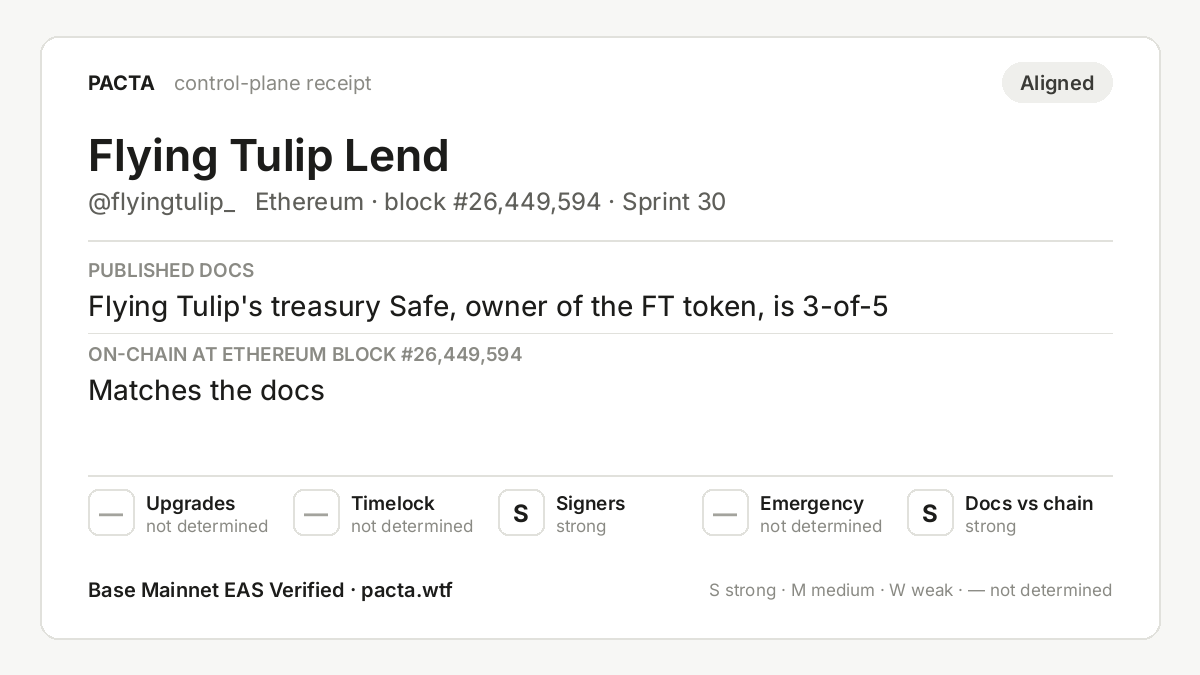 PACTA control-plane receipt Aligned
Flying Tulip Lend
@flyingtulip_ Ethereum · block #26,449,594 · Sprint 30
PUBLISHED DOCS
Flying Tulip's treasury Safe, owner of the FT token, is 3-of-5
ON-CHAIN AT ETHEREUM BLOCK #26,449,594
Matches the docs
— Upgrades not determined
— Timelock not determined
S Signers strong
— Emergency not determined
S Docs vs chain strong
Base Mainnet EAS Verified · pacta.wtf
S strong · M medium · W weak · — not determined